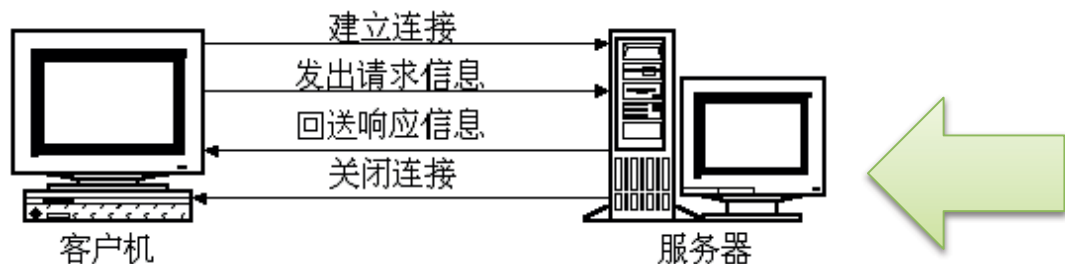 建立连接
发出请求信息
回送响应信息
关闭连接
客户机
服务器